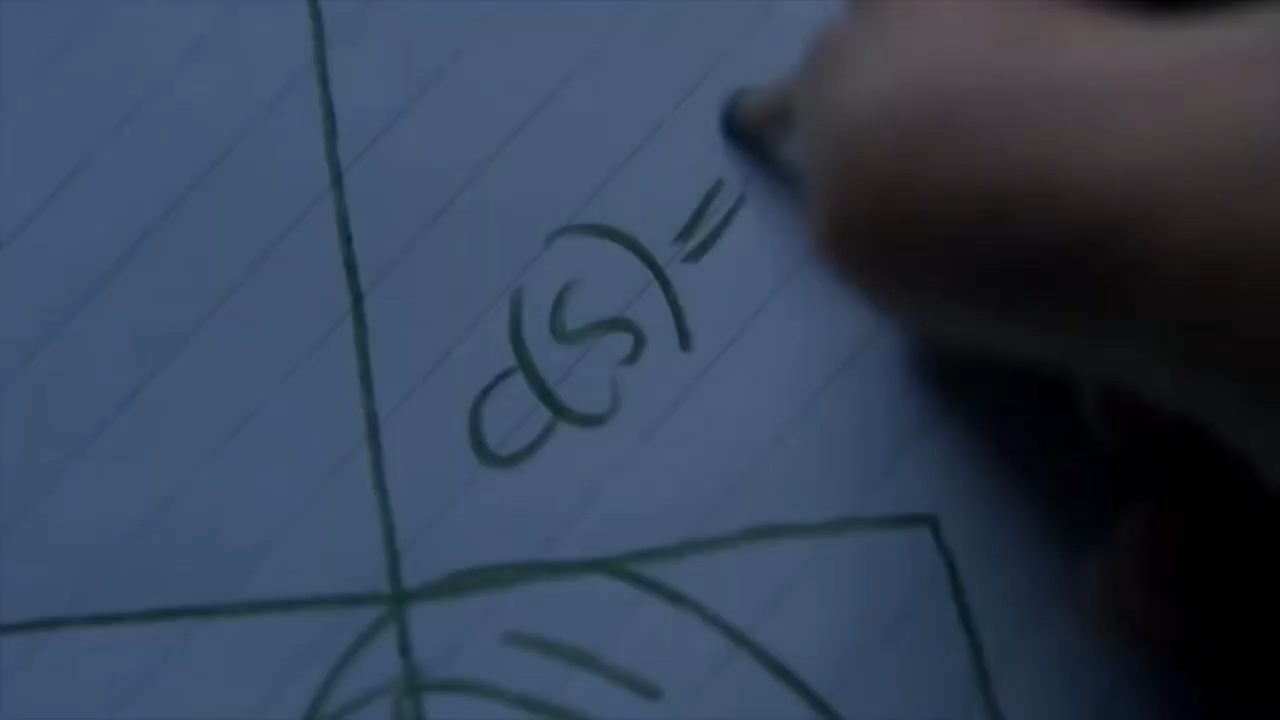 c(s) =